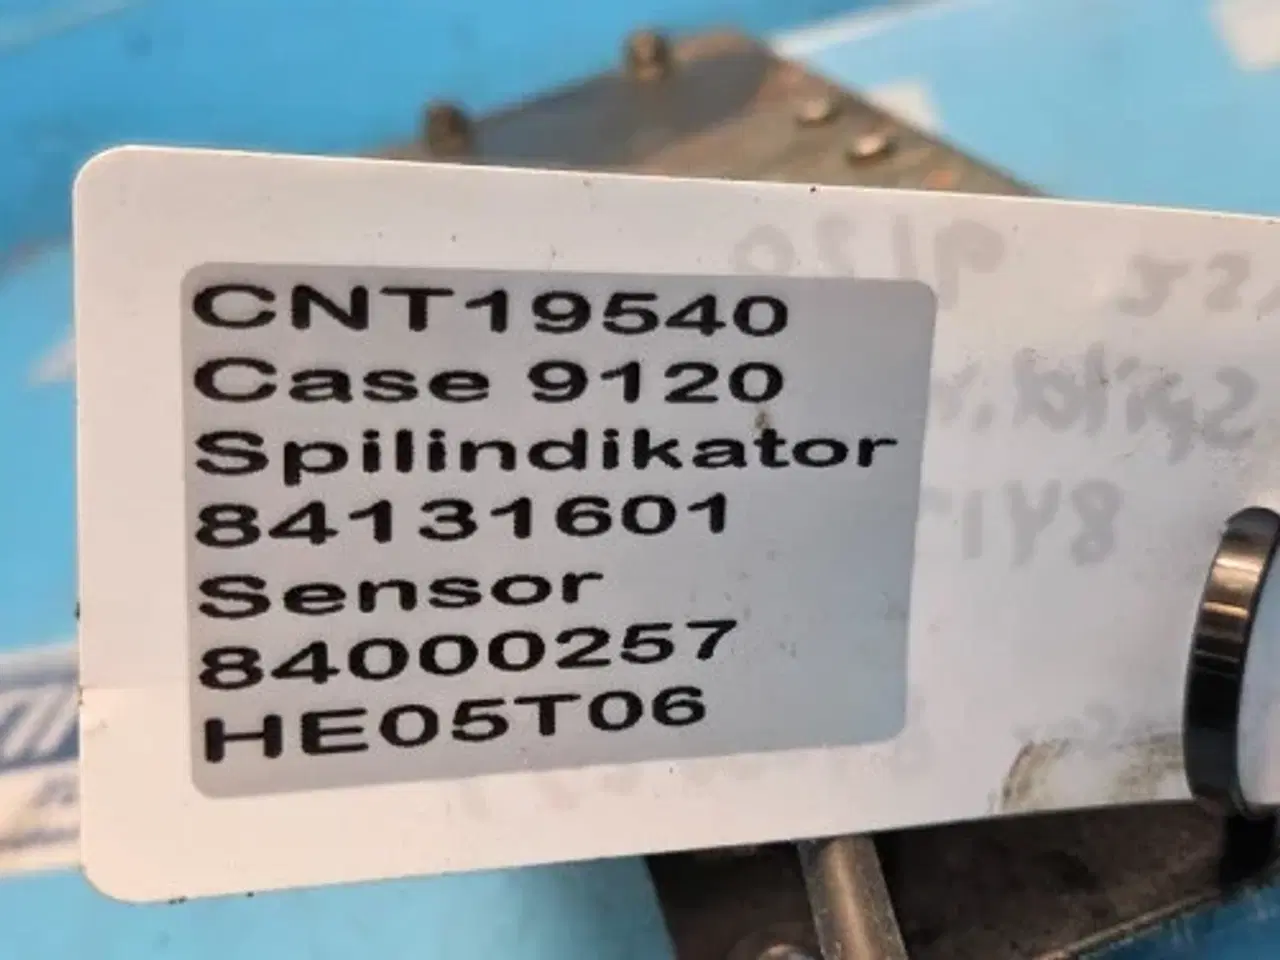 CNT19540
Case 9120
Spilindikator
84131601
Sensor
84000257
HE05T06